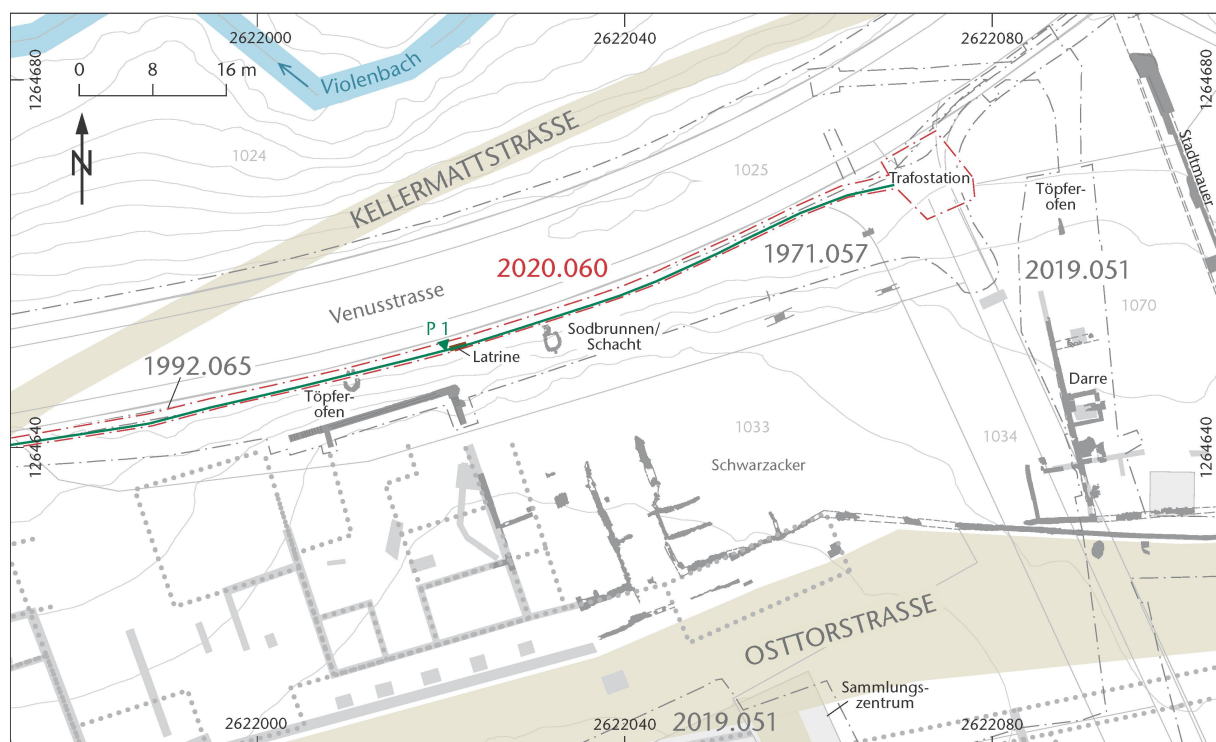 2622000
2622040
2622080
1264680
1264680
0 8 16 m
Violenbach
N
1024
KELLERMATTSTRASSE
1025
Trafostation
Stadtmauer
Töpfer-
ofen
2020.060
1971.057
2019.051
Venusstrasse
1070
P 1
Sodbrunnen/
Schacht
Latrine
1992.065
Töpfer-
ofen
Darre
1264640
1264640
1033
1034
Schwarzacker
OSTTORSTRASSE
Sammlungs-
zentrum
2622000
2622040
2019.051
2622080